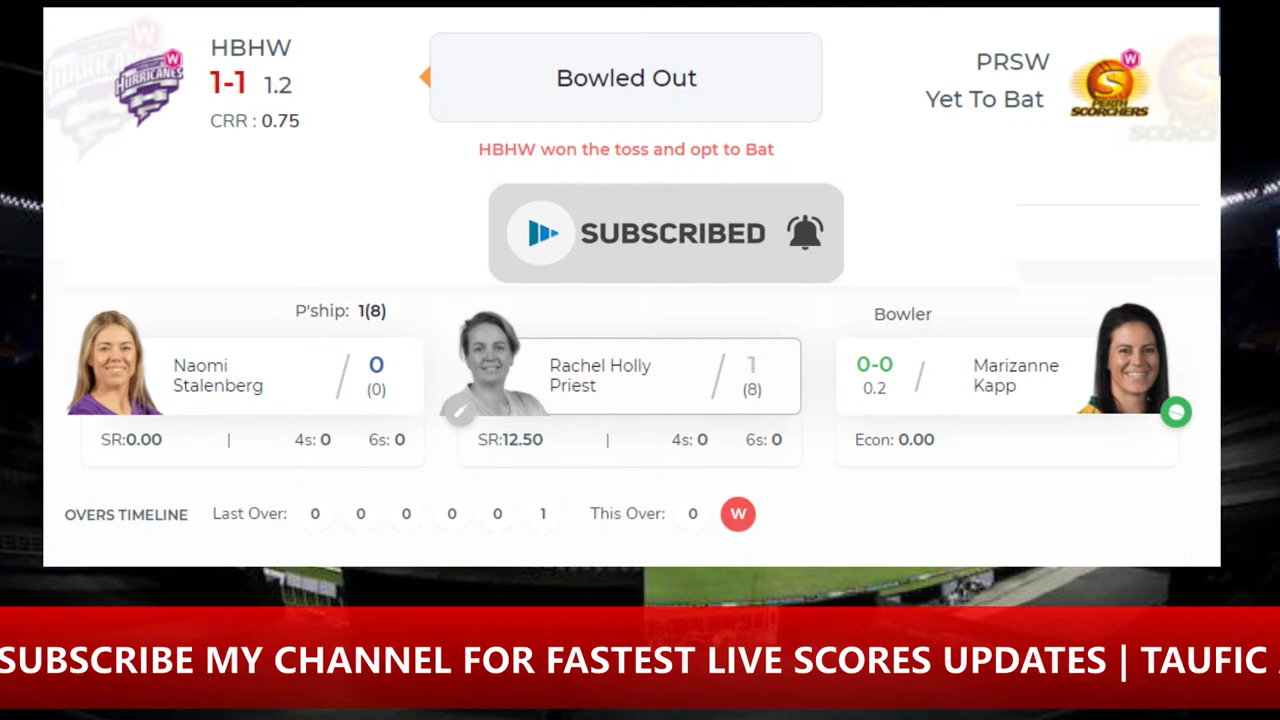 HBHW
1-1 1.2
CRR : 0.75
Bowled Out
HBHW won the toss and opt to Bat
PRSW
Yet To Bat
HURRICANES
W
PERTH
SCORCHERS
W
SUBSCRIBED
P'ship: 1(8)
Bowler
Naomi
Stalenberg
0
(0)
SR:0.00 | 4s: 0 6s: 0
Rachel Holly
Priest
1
(8)
SR:12.50 | 4s: 0 6s: 0
0-0
0.2
Marizanne
Kapp
Econ: 0.00
OVERS TIMELINE Last Over: 0 0 0 0 0 1 This Over: 0 W
SUBSCRIBE MY CHANNEL FOR FASTEST LIVE SCORES UPDATES | TAUFIC